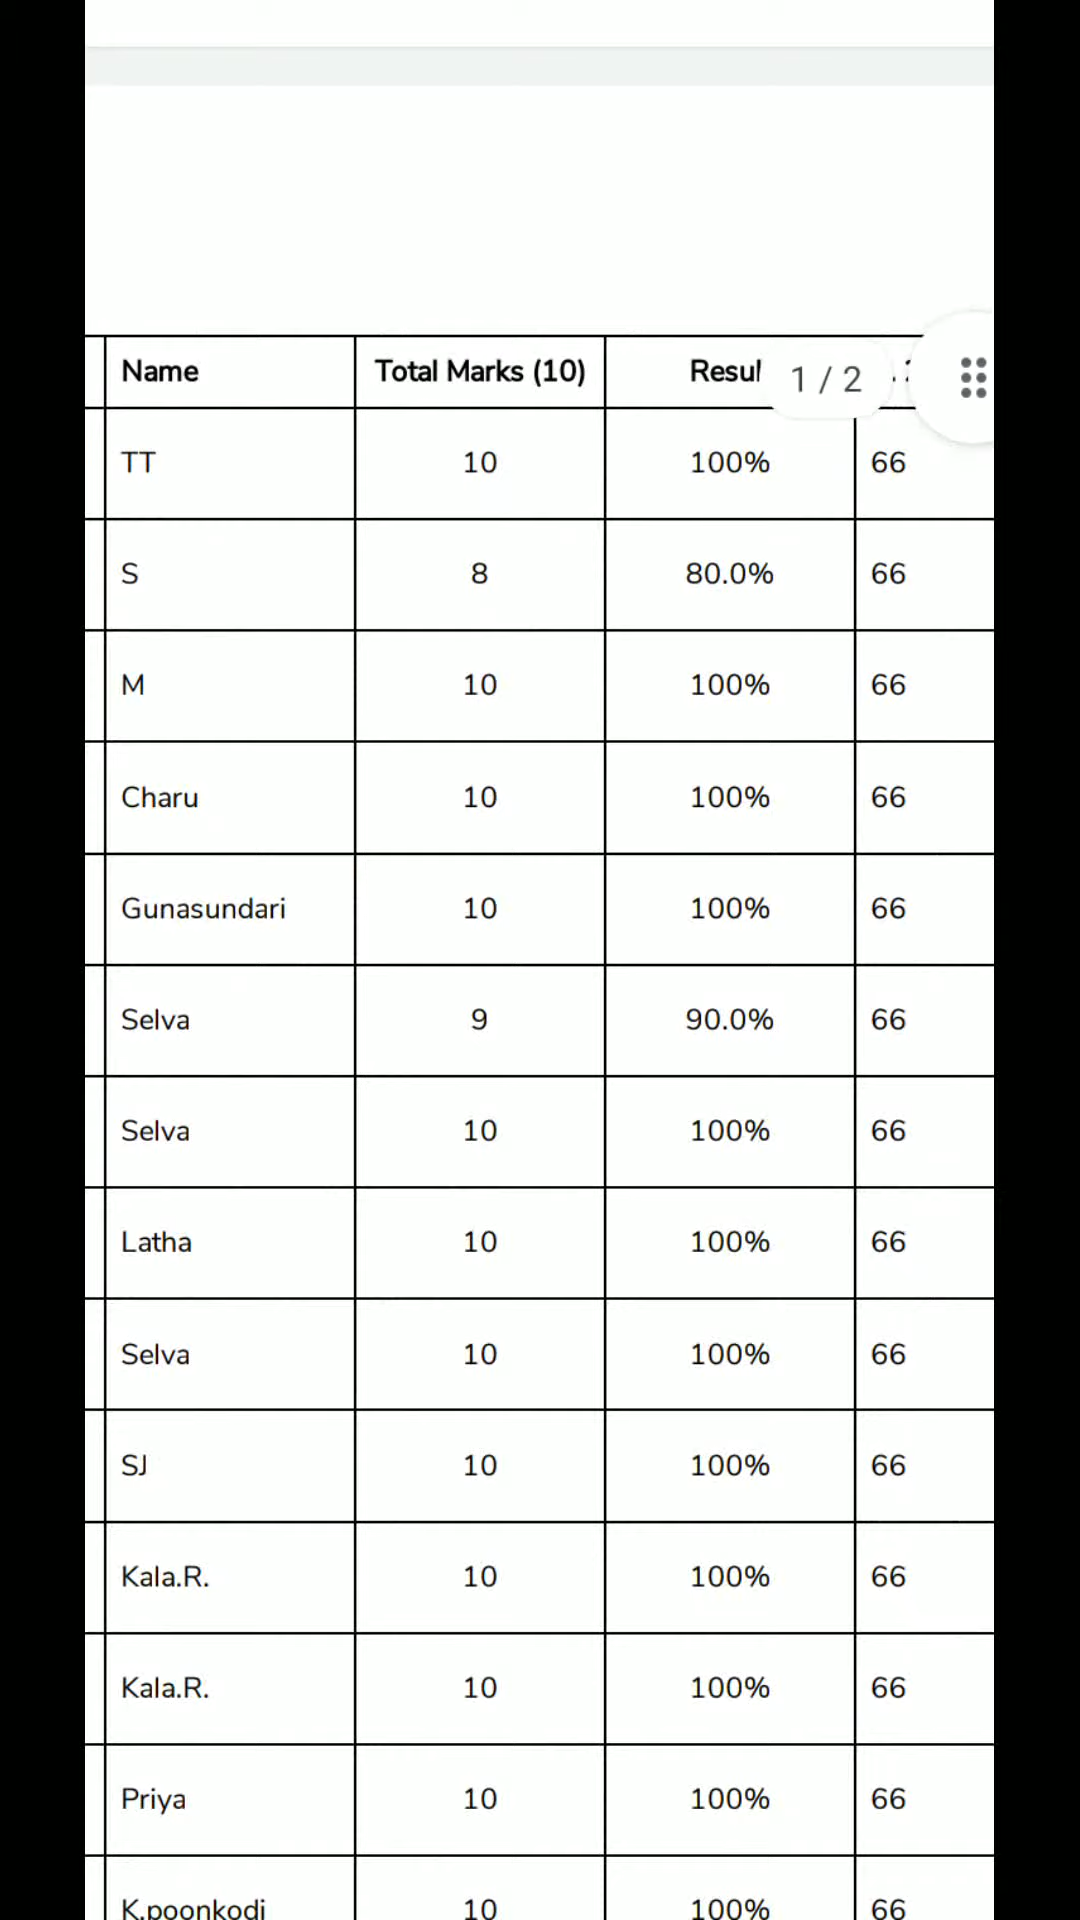 Name Total Marks (10) Resul 1 / 2
TT 10 100% 66
S 8 80.0% 66
M 10 100% 66
Charu 10 100% 66
Gunasundari 10 100% 66
Selva 9 90.0% 66
Selva 10 100% 66
Latha 10 100% 66
Selva 10 100% 66
SJ 10 100% 66
Kala.R. 10 100% 66
Kala.R. 10 100% 66
Priya 10 100% 66
K.poonkodi 10 100% 66